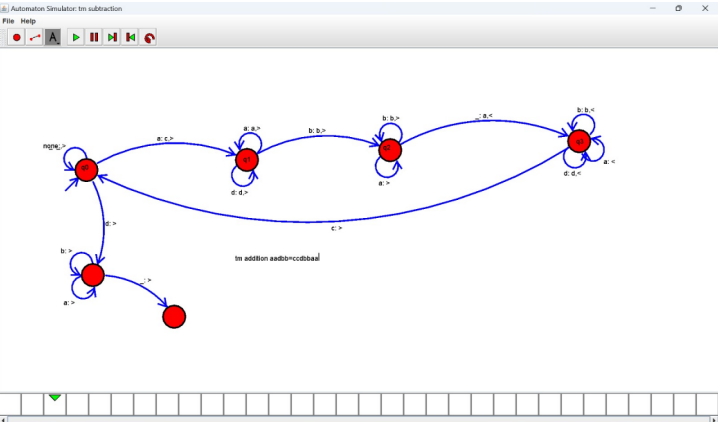 Automaton Simulator: tm subtraction
File Help
A
b: b,<
b: b,>
_: a,<
a: a,>
b: b,>
a: c,>
none;>
q0
q1
q2
q3
a: <
d: d,<
a: >
d: d,>
d: >
c: >
b: >
tm addition aadbb=ccdbbaa
_: >
a: >